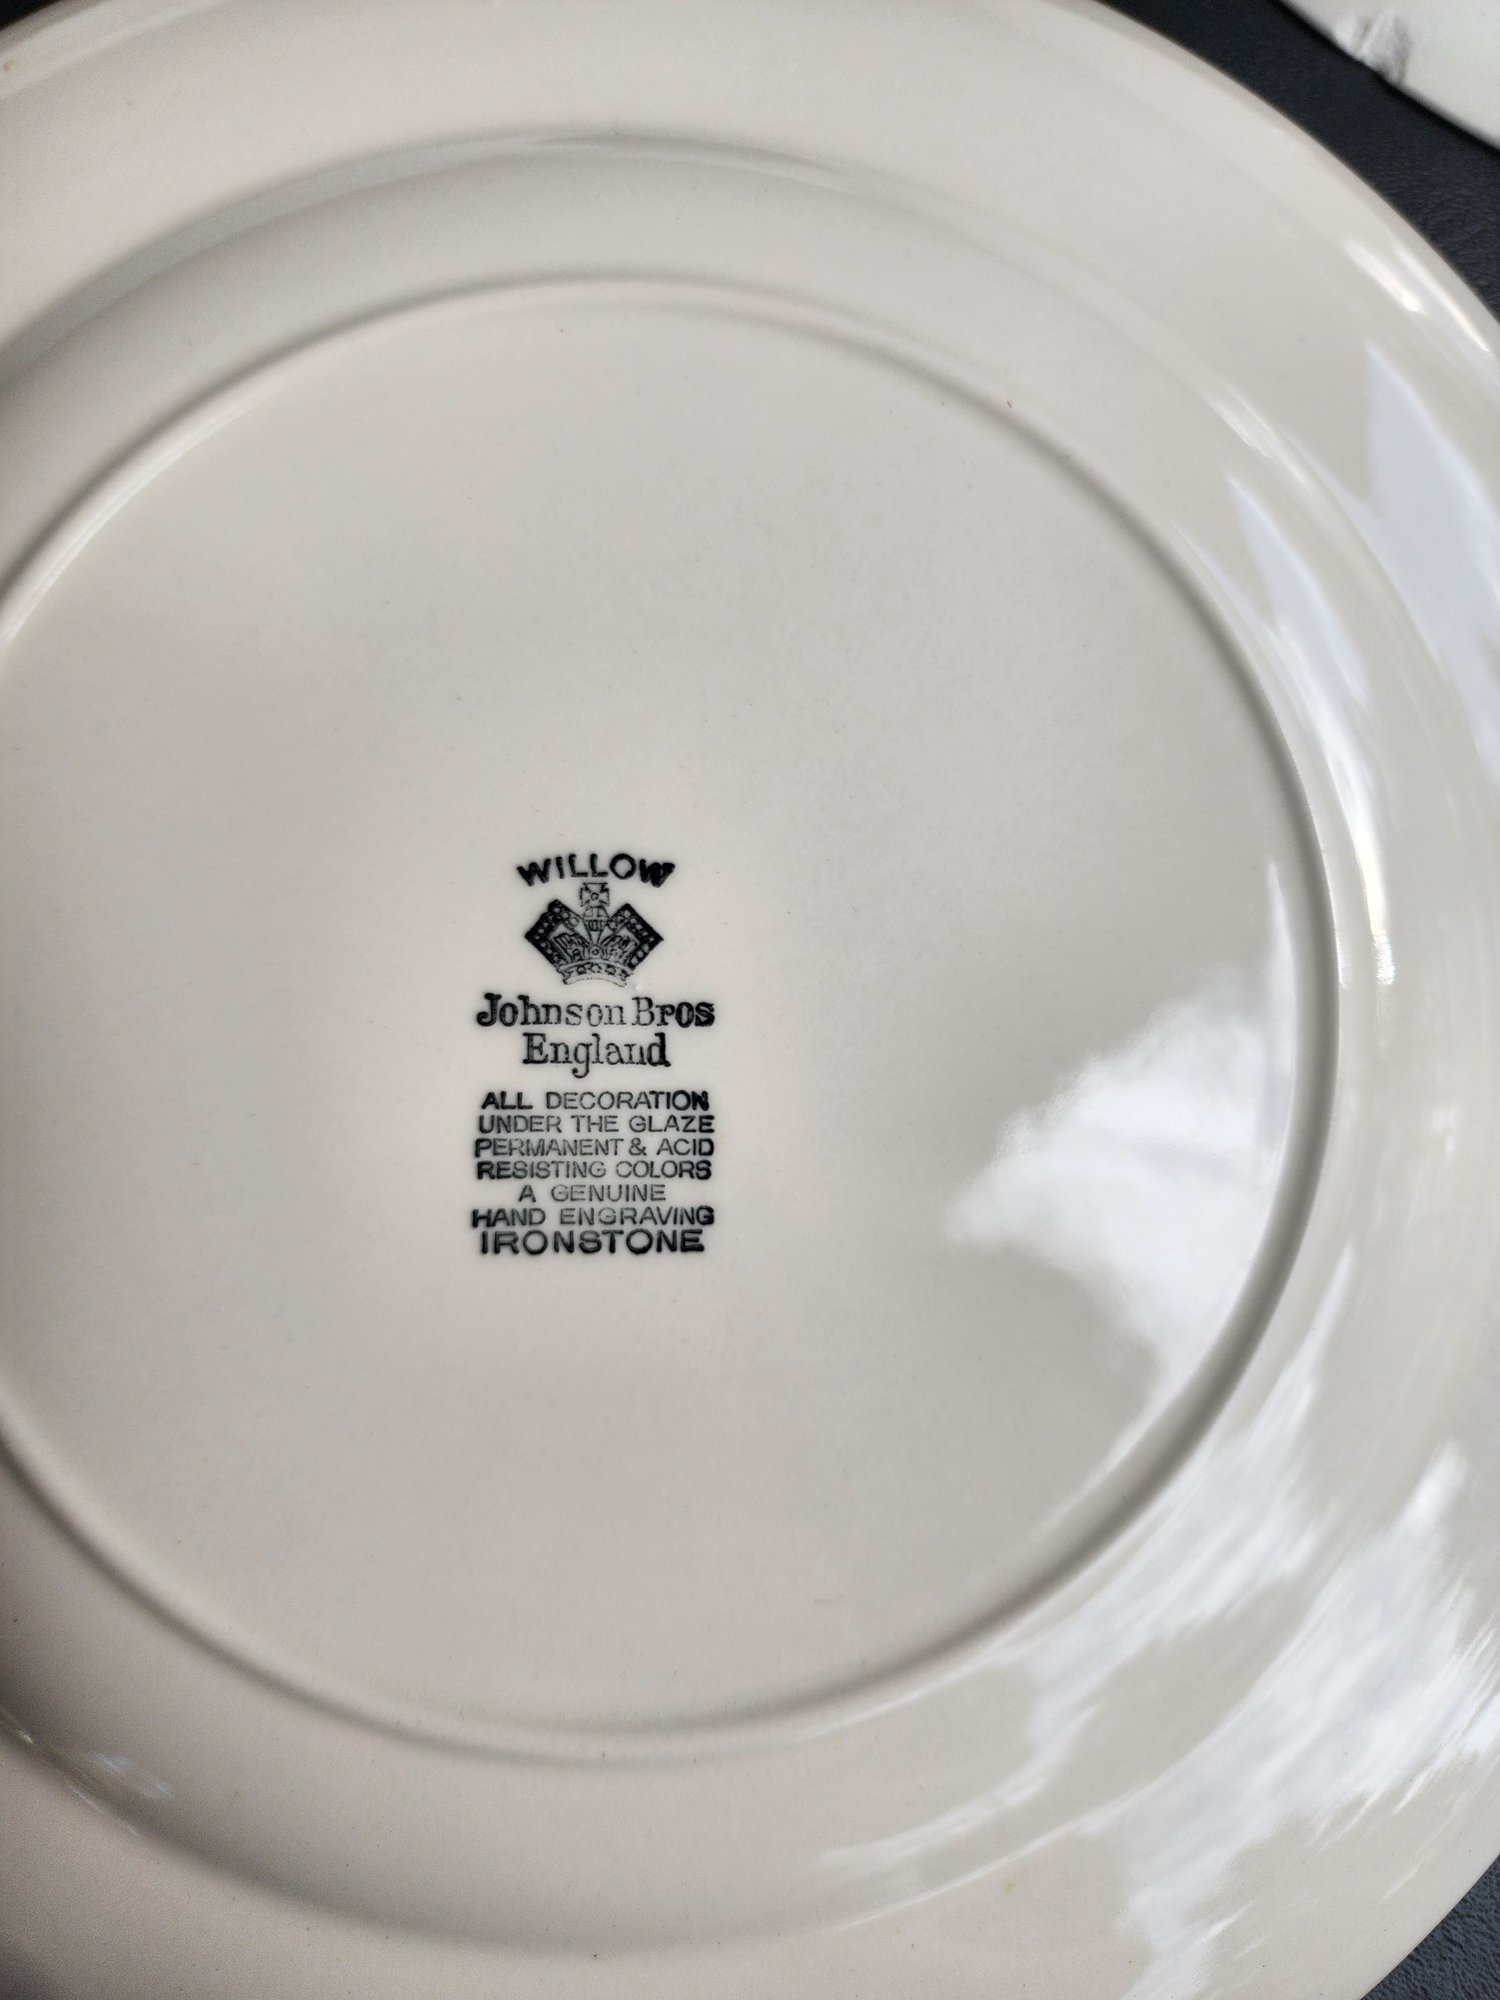 WILLOW
Johnson Bros
England
ALL DECORATION
UNDER THE GLAZE
PERMANENT & ACID
RESISTING COLORS
A GENUINE
HAND ENGRAVING
IRONSTONE